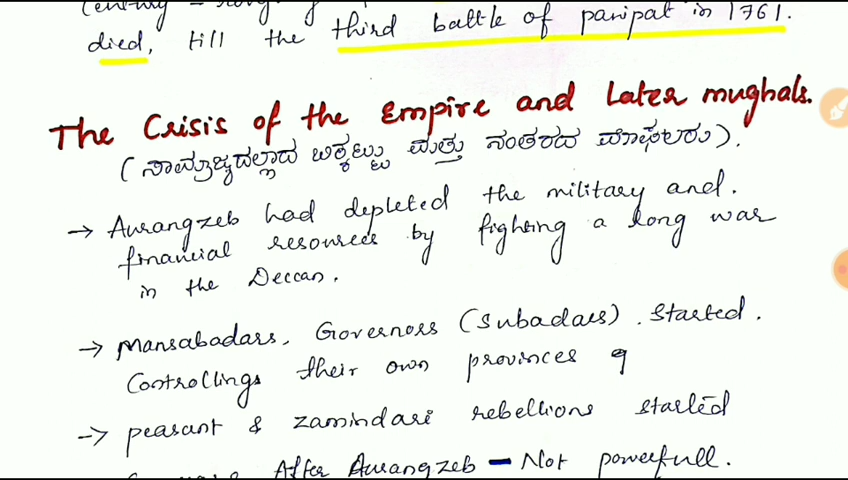 died, till the third battle of panipat in 1761.
The Crisis of the Empire and Later mughals.
(ಸಾಮ್ರಾಜ್ಯದಲ್ಲಾದ ಬಿಕ್ಕಟ್ಟು ಮತ್ತು ನಂತರದ ಮೊಘಲರು).
→ Aurangzeb had depleted the military and.
financial resources by fighting a long war
in the Deccan.
→ Mansabadars, Governors (Subadars). Started.
Controllings their own provinces
→ peasant & zamindari rebellions started
After Aurangzeb - Not powerfull.